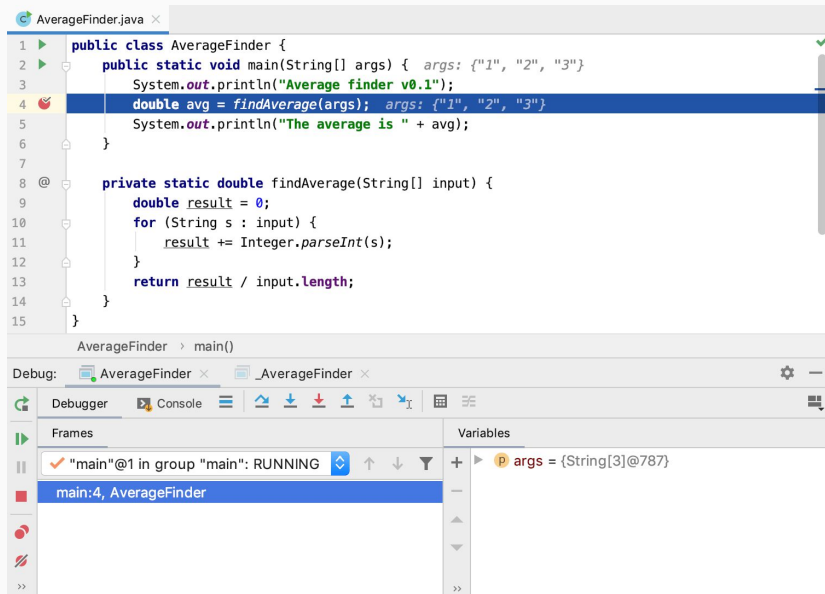 AverageFinder.java
1 public class AverageFinder {
2 public static void main(String[] args) { args: {"1", "2", "3"}
3 System.out.println("Average finder v0.1");
4 double avg = findAverage(args); args: {"1", "2", "3"}
5 System.out.println("The average is " + avg);
6 }
7
8 @ private static double findAverage(String[] input) {
9 double result = 0;
10 for (String s : input) {
11 result += Integer.parseInt(s);
12 }
13 return result / input.length;
14 }
15 }
AverageFinder › main()
Debug: AverageFinder _AverageFinder
Debugger Console
Frames Variables
"main"@1 in group "main": RUNNING
p args = {String[3]@787}
main:4, AverageFinder